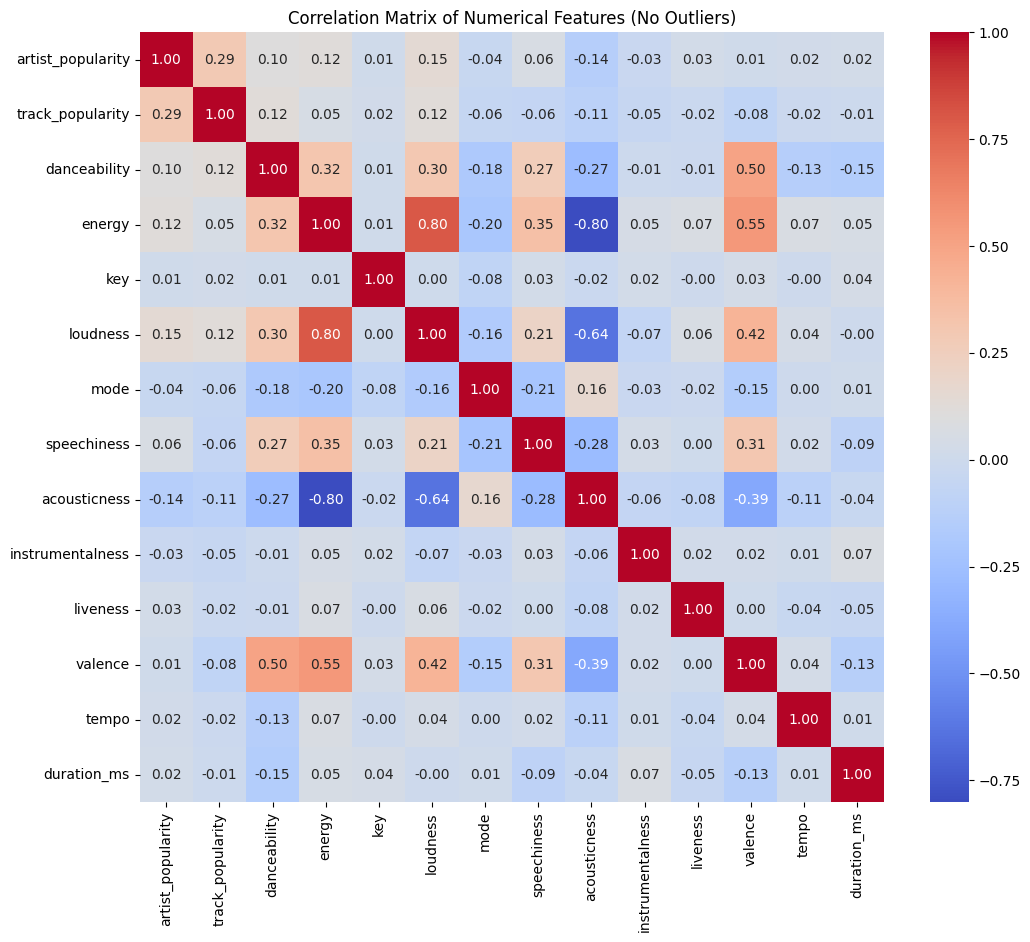 Correlation Matrix of Numerical Features (No Outliers)
artist_popularity 1.00 0.29 0.10 0.12 0.01 0.15 -0.04 0.06 -0.14 -0.03 0.03 0.01 0.02 0.02
track_popularity 0.29 1.00 0.12 0.05 0.02 0.12 -0.06 -0.06 -0.11 -0.05 -0.02 -0.08 -0.02 -0.01
danceability 0.10 0.12 1.00 0.32 0.01 0.30 -0.18 0.27 -0.27 -0.01 -0.01 0.50 -0.13 -0.15
energy 0.12 0.05 0.32 1.00 0.01 0.80 -0.20 0.35 -0.80 0.05 0.07 0.55 0.07 0.05
key 0.01 0.02 0.01 0.01 1.00 0.00 -0.08 0.03 -0.02 0.02 -0.00 0.03 -0.00 0.04
loudness 0.15 0.12 0.30 0.80 0.00 1.00 -0.16 0.21 -0.64 -0.07 0.06 0.42 0.04 -0.00
mode -0.04 -0.06 -0.18 -0.20 -0.08 -0.16 1.00 -0.21 0.16 -0.03 -0.02 -0.15 0.00 0.01
speechiness 0.06 -0.06 0.27 0.35 0.03 0.21 -0.21 1.00 -0.28 0.03 0.00 0.31 0.02 -0.09
acousticness -0.14 -0.11 -0.27 -0.80 -0.02 -0.64 0.16 -0.28 1.00 -0.06 -0.08 -0.39 -0.11 -0.04
instrumentalness -0.03 -0.05 -0.01 0.05 0.02 -0.07 -0.03 0.03 -0.06 1.00 0.02 0.02 0.01 0.07
liveness 0.03 -0.02 -0.01 0.07 -0.00 0.06 -0.02 0.00 -0.08 0.02 1.00 0.00 -0.04 -0.05
valence 0.01 -0.08 0.50 0.55 0.03 0.42 -0.15 0.31 -0.39 0.02 0.00 1.00 0.04 -0.13
tempo 0.02 -0.02 -0.13 0.07 -0.00 0.04 0.00 0.02 -0.11 0.01 -0.04 0.04 1.00 0.01
duration_ms 0.02 -0.01 -0.15 0.05 0.04 -0.00 0.01 -0.09 -0.04 0.07 -0.05 -0.13 0.01 1.00
artist_popularity
track_popularity
danceability
energy
key
loudness
mode
speechiness
acousticness
instrumentalness
liveness
valence
tempo
duration_ms
1.00
0.75
0.50
0.25
0.00
−0.25
−0.50
−0.75